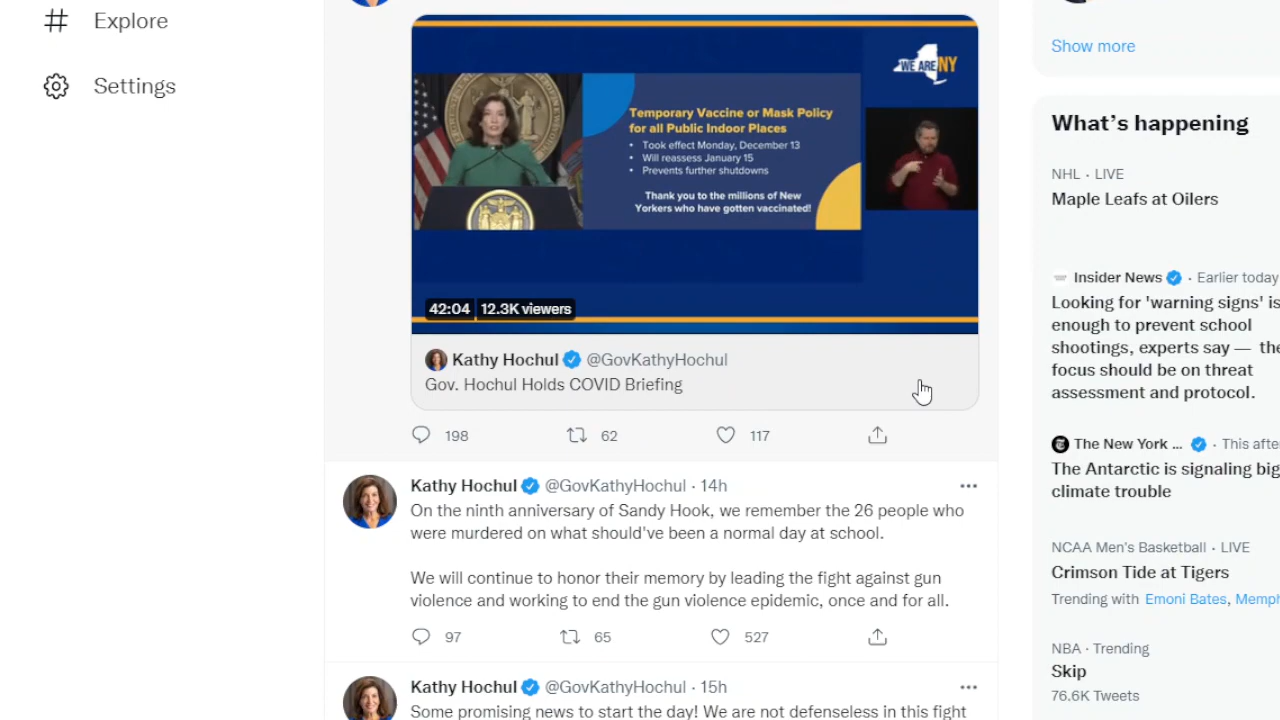 Explore
Settings
WE ARE NY
Temporary Vaccine or Mask Policy
for all Public Indoor Places
• Took effect Monday, December 13
• Will reassess January 15
• Prevents further shutdowns
Thank you to the millions of New
Yorkers who have gotten vaccinated!
42:04 12.3K viewers
Kathy Hochul @GovKathyHochul
Gov. Hochul Holds COVID Briefing
198 62 117
Kathy Hochul @GovKathyHochul · 14h
On the ninth anniversary of Sandy Hook, we remember the 26 people who
were murdered on what should've been a normal day at school.
We will continue to honor their memory by leading the fight against gun
violence and working to end the gun violence epidemic, once and for all.
97 65 527
Kathy Hochul @GovKathyHochul · 15h
Some promising news to start the day! We are not defenseless in this fight
Show more
What's happening
NHL · LIVE
Maple Leafs at Oilers
Insider News · Earlier today
Looking for 'warning signs' is
enough to prevent school
shootings, experts say — the
focus should be on threat
assessment and protocol.
The New York ... · This afte
The Antarctic is signaling big
climate trouble
NCAA Men's Basketball · LIVE
Crimson Tide at Tigers
Trending with Emoni Bates, Memph
NBA · Trending
Skip
76.6K Tweets